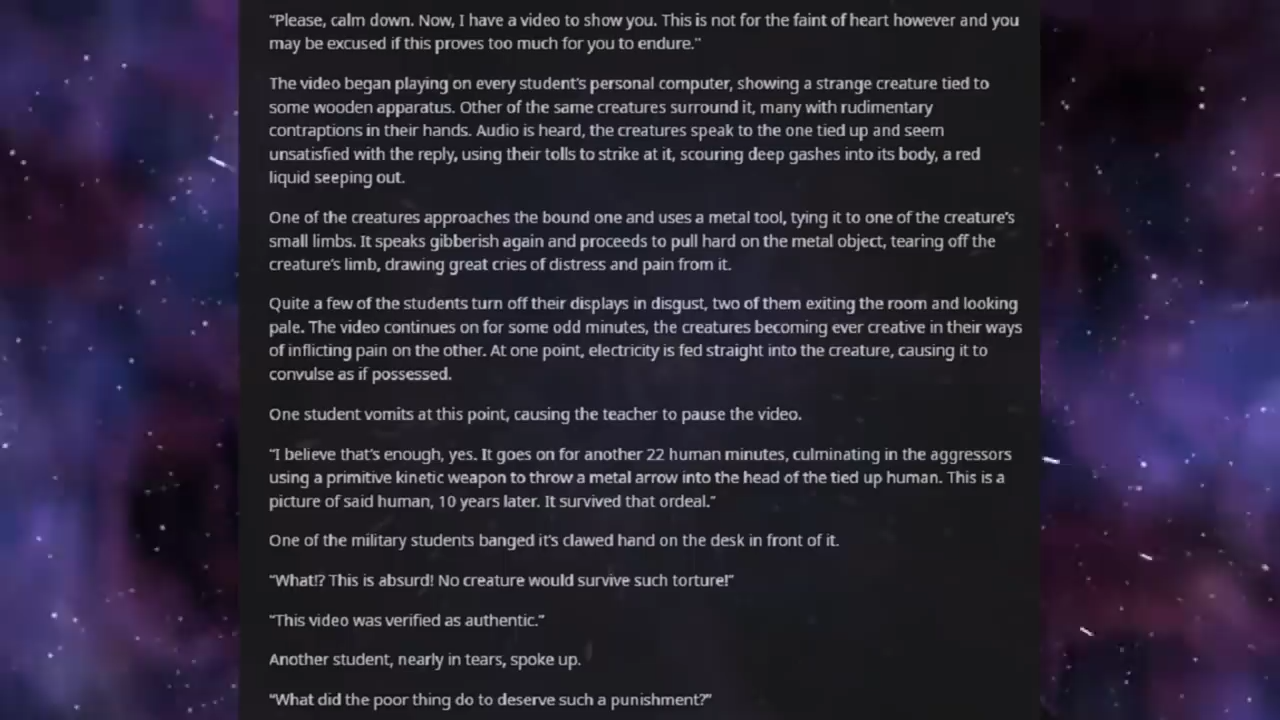 "Please, calm down. Now, I have a video to show you. This is not for the faint of heart however and you
may be excused if this proves too much for you to endure."
The video began playing on every student's personal computer, showing a strange creature tied to
some wooden apparatus. Other of the same creatures surround it, many with rudimentary
contraptions in their hands. Audio is heard, the creatures speak to the one tied up and seem
unsatisfied with the reply, using their tolls to strike at it, scouring deep gashes into its body, a red
liquid seeping out.
One of the creatures approaches the bound one and uses a metal tool, tying it to one of the creature's
small limbs. It speaks gibberish again and proceeds to pull hard on the metal object, tearing off the
creature's limb, drawing great cries of distress and pain from it.
Quite a few of the students turn off their displays in disgust, two of them exiting the room and looking
pale. The video continues on for some odd minutes, the creatures becoming ever creative in their ways
of inflicting pain on the other. At one point, electricity is fed straight into the creature, causing it to
convulse as if possessed.
One student vomits at this point, causing the teacher to pause the video.
"I believe that's enough, yes. It goes on for another 22 human minutes, culminating in the aggressors
using a primitive kinetic weapon to throw a metal arrow into the head of the tied up human. This is a
picture of said human, 10 years later. It survived that ordeal."
One of the military students banged it's clawed hand on the desk in front of it.
"What!? This is absurd! No creature would survive such torture!"
"This video was verified as authentic."
Another student, nearly in tears, spoke up.
"What did the poor thing do to deserve such a punishment?"